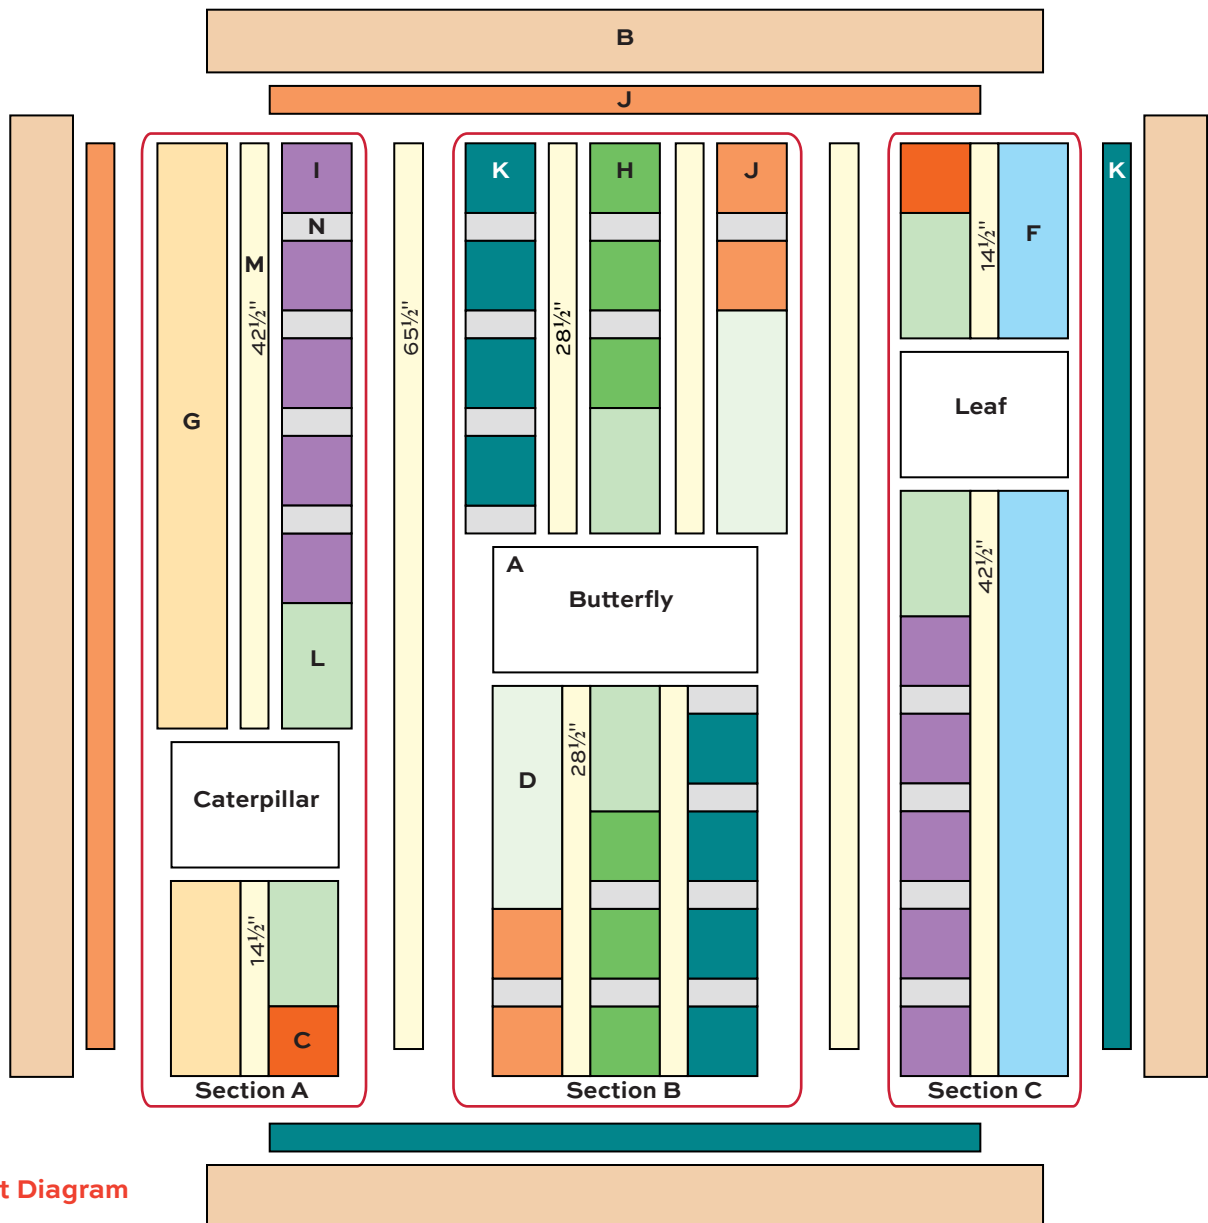 B
J
I
K
H
J
K
N
F
M
14½"
42½"
65½"
28½"
Leaf
G
A
Butterfly
42½"
L
28½"
D
Caterpillar
14½"
C
Section A
Section B
Section C
t Diagram